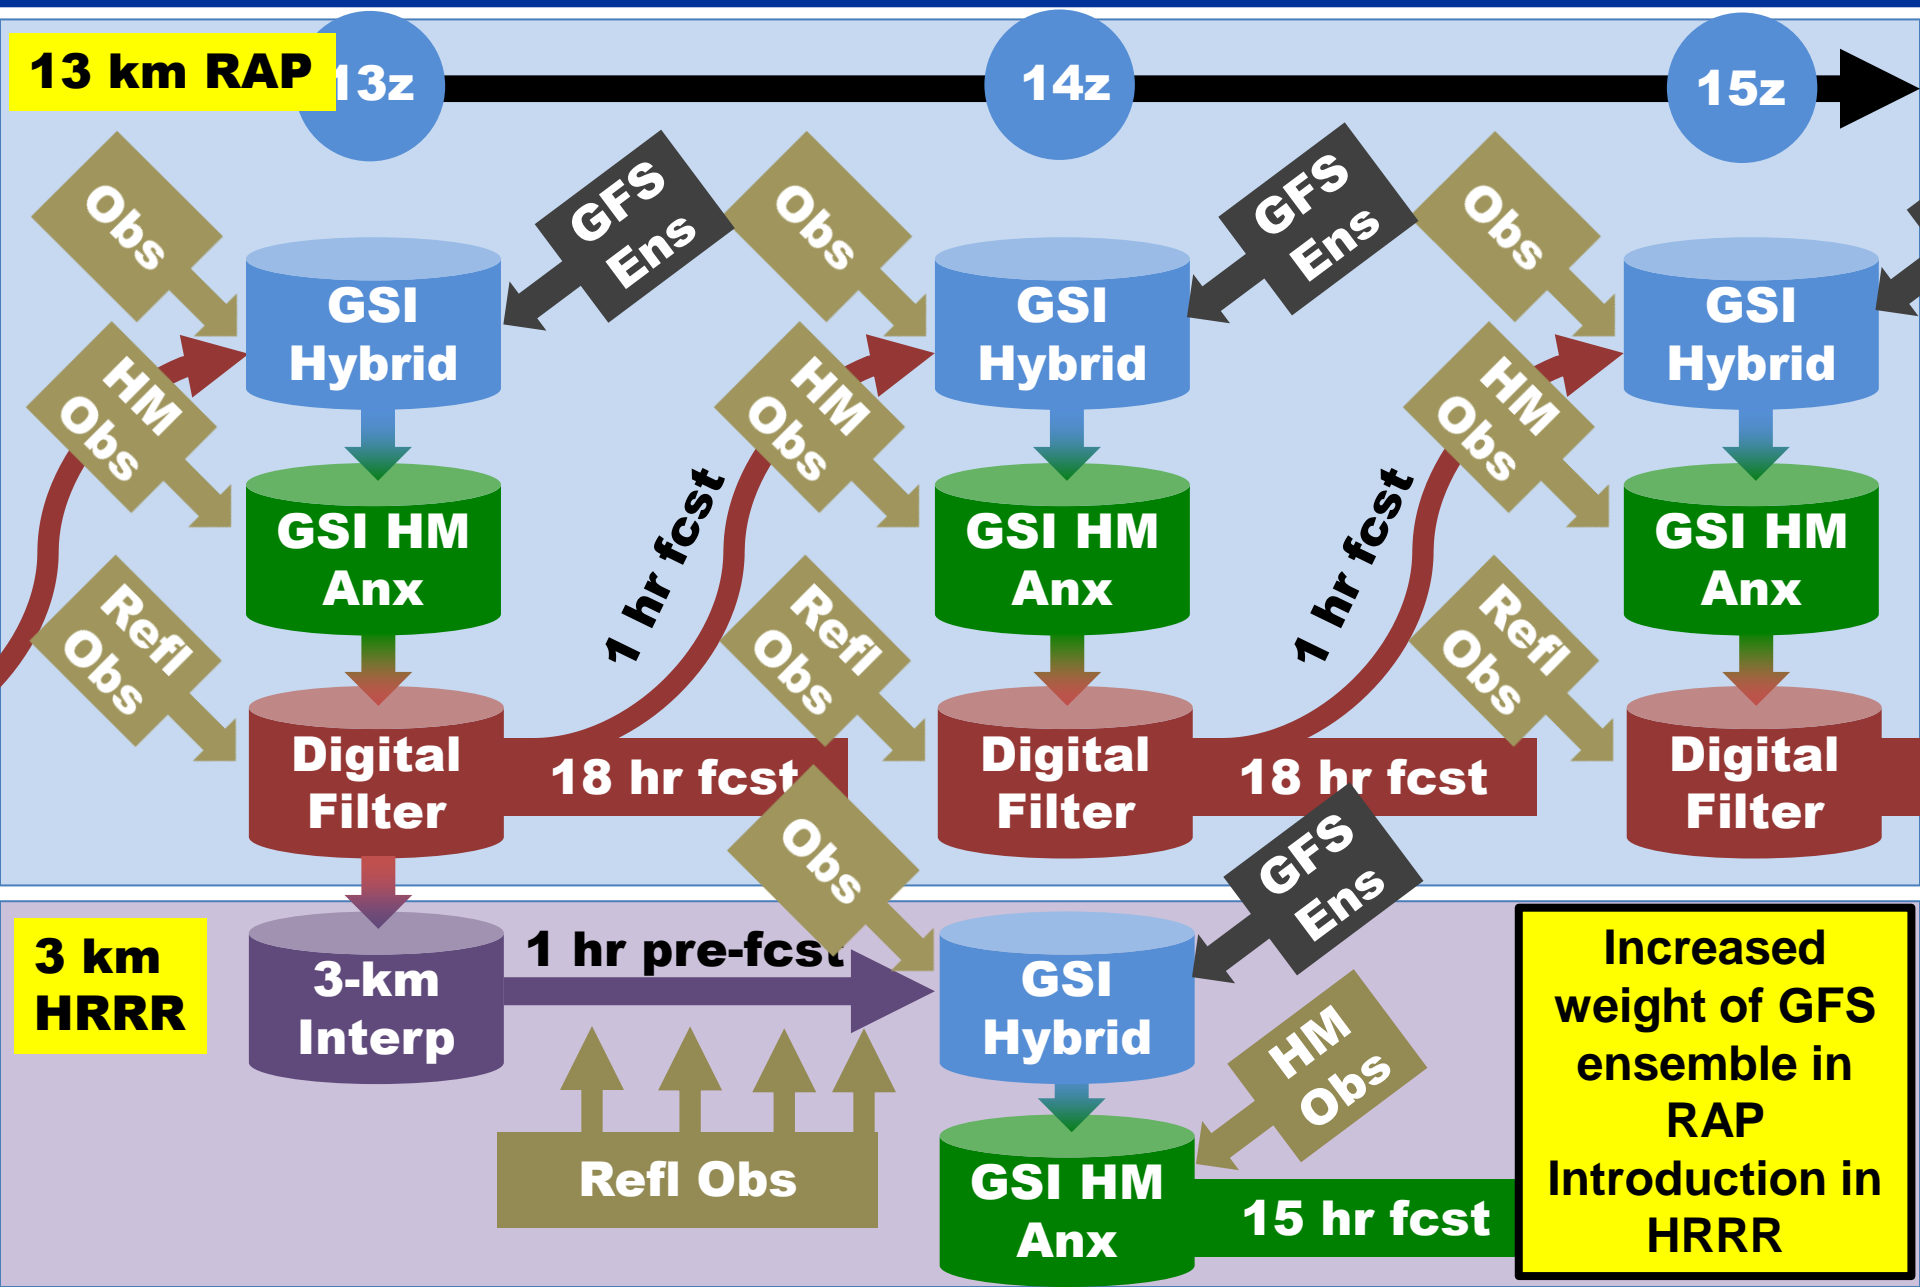 13 km RAP
13z
14z
15z
Obs
GFS
Ens
Obs
GFS
Ens
Obs
GSI
Hybrid
GSI
Hybrid
GSI
Hybrid
HM
Obs
HM
Obs
HM
Obs
GSI HM
Anx
1 hr fcst
GSI HM
Anx
1 hr fcst
GSI HM
Anx
Refl
Obs
Refl
Obs
Refl
Obs
Digital
Filter
18 hr fcst
Digital
Filter
18 hr fcst
Digital
Filter
Obs
GFS
Ens
3 km
HRRR
3-km
Interp
1 hr pre-fcst
GSI
Hybrid
HM
Obs
Refl Obs
GSI HM
Anx
15 hr fcst
Increased
weight of GFS
ensemble in
RAP
Introduction in
HRRR